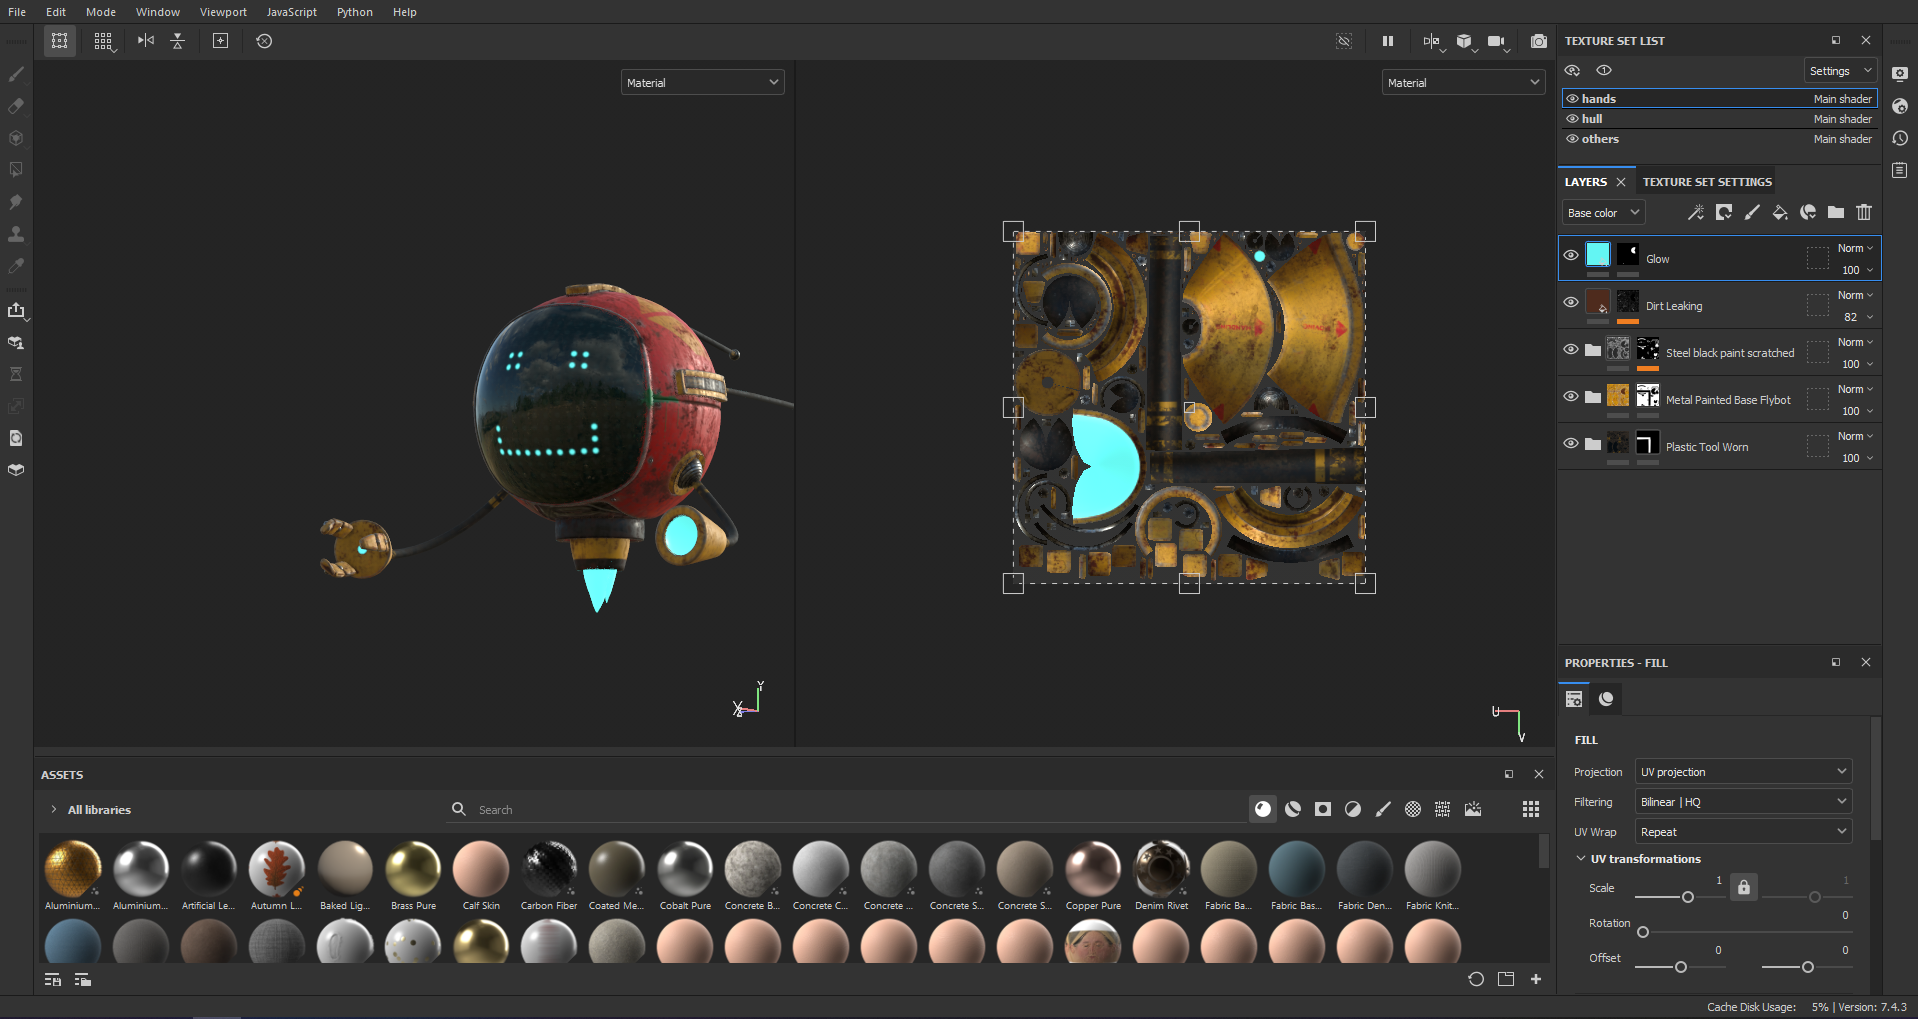 File Edit Mode Window Viewport JavaScript Python Help
Material
Material
TEXTURE SET LIST
Settings
hands Main shader
hull Main shader
others Main shader
LAYERS TEXTURE SET SETTINGS
Base color
Glow Norm 100
Dirt Leaking Norm 82
Steel black paint scratched Norm 100
Metal Painted Base Flybot Norm 100
Plastic Tool Worn Norm 100
Y
X
Z
U
V
PROPERTIES - FILL
FILL
Projection UV projection
Filtering Bilinear | HQ
UV Wrap Repeat
UV transformations
Scale 1 1
Rotation 0
Offset 0 0
ASSETS
All libraries Search
Aluminium... Aluminium... Artificial Le... Autumn L... Baked Lig... Brass Pure Calf Skin Carbon Fiber Coated Me... Cobalt Pure Concrete B... Concrete C... Concrete ... Concrete S... Concrete S... Copper Pure Denim Rivet Fabric Ba... Fabric Bas... Fabric Den... Fabric Knit...
Cache Disk Usage: 5% | Version: 7.4.3